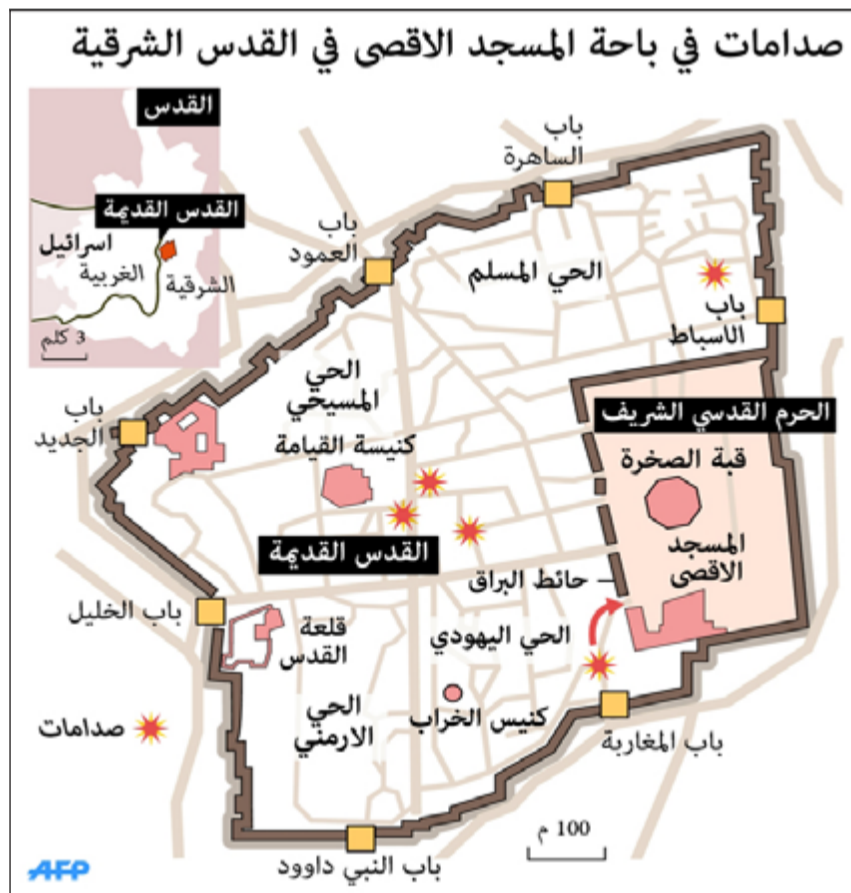 صدامات في باحة المسجد الاقصى في القدس الشرقية
القدس
القدس القديمة
اسرائيل
الغربية
الشرقية
3 كلم
باب
الساهرة
باب
العمود
الحي المسلم
باب
الاسباط
الحي
المسيحي
باب
الجديد
كنيسة القيامة
الحرم القدسي الشريف
قبة الصخرة
المسجد
الاقصى
القدس القديمة
حائط البراق
باب الخليل
قلعة
القدس
الحي اليهودي
الحي
الارمني
كنيس الخراب
صدامات
باب المغاربة
100 م
باب النبي داوود
AFP